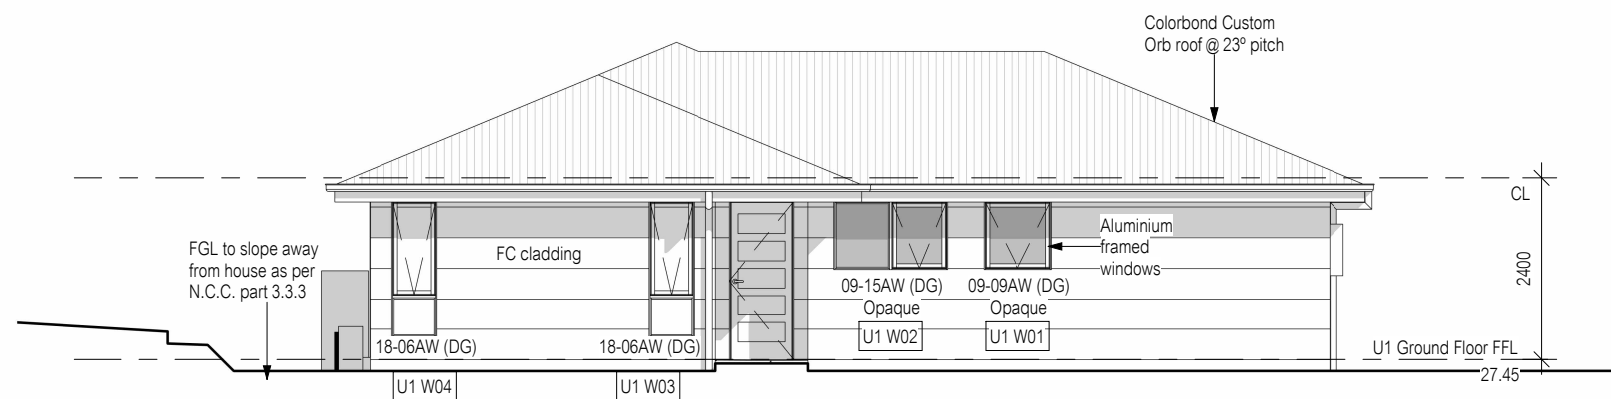 Colorbond Custom
Orb roof @ 23º pitch
CL
2400
FGL to slope away
from house as per
N.C.C. part 3.3.3
FC cladding
Aluminium
framed
windows
09-15AW (DG)
Opaque
U1 W02
09-09AW (DG)
Opaque
U1 W01
18-06AW (DG)
U1 W04
18-06AW (DG)
U1 W03
U1 Ground Floor FFL
27.45